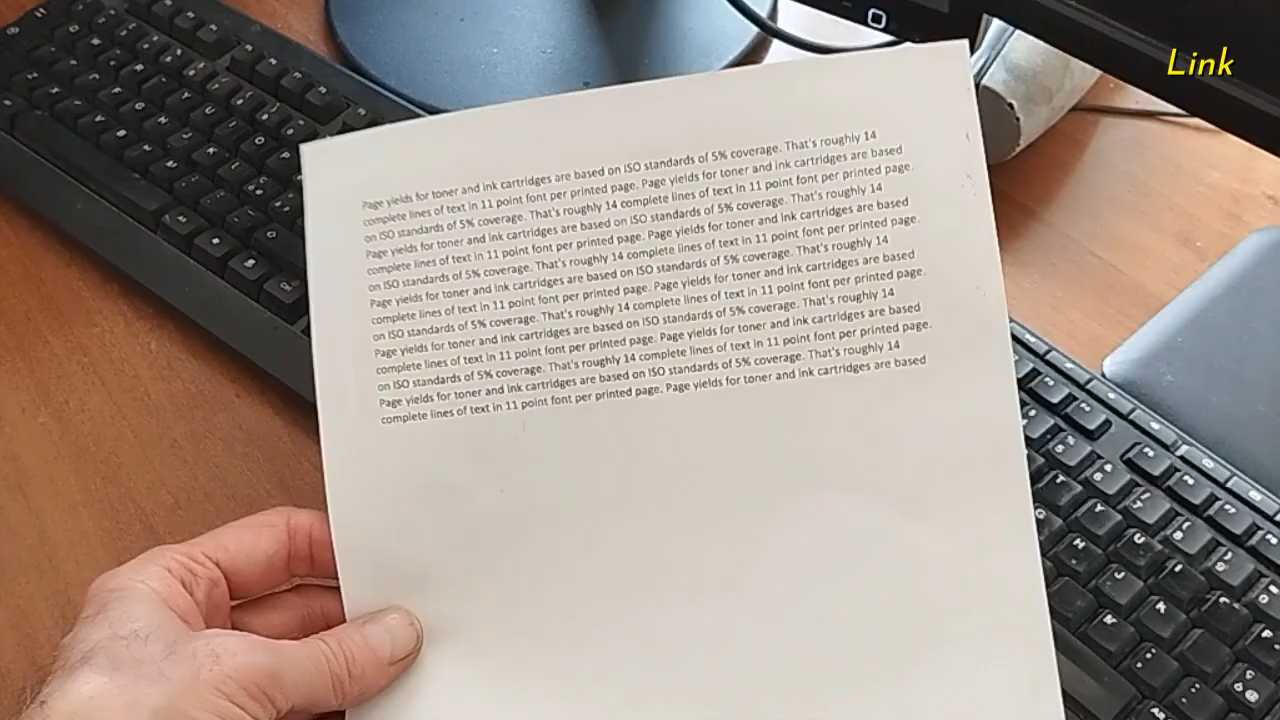 Link
Page yields for toner and ink cartridges are based on ISO standards of 5% coverage. That's roughly 14
complete lines of text in 11 point font per printed page. Page yields for toner and ink cartridges are based
on ISO standards of 5% coverage. That's roughly 14 complete lines of text in 11 point font per printed page.
Page yields for toner and ink cartridges are based on ISO standards of 5% coverage. That's roughly 14
complete lines of text in 11 point font per printed page. Page yields for toner and ink cartridges are based
on ISO standards of 5% coverage. That's roughly 14 complete lines of text in 11 point font per printed page.
Page yields for toner and ink cartridges are based on ISO standards of 5% coverage. That's roughly 14
complete lines of text in 11 point font per printed page. Page yields for toner and ink cartridges are based
on ISO standards of 5% coverage. That's roughly 14 complete lines of text in 11 point font per printed page.
Page yields for toner and ink cartridges are based on ISO standards of 5% coverage. That's roughly 14
complete lines of text in 11 point font per printed page. Page yields for toner and ink cartridges are based
on ISO standards of 5% coverage. That's roughly 14 complete lines of text in 11 point font per printed page.
Page yields for toner and ink cartridges are based on ISO standards of 5% coverage. That's roughly 14
complete lines of text in 11 point font per printed page. Page yields for toner and ink cartridges are based